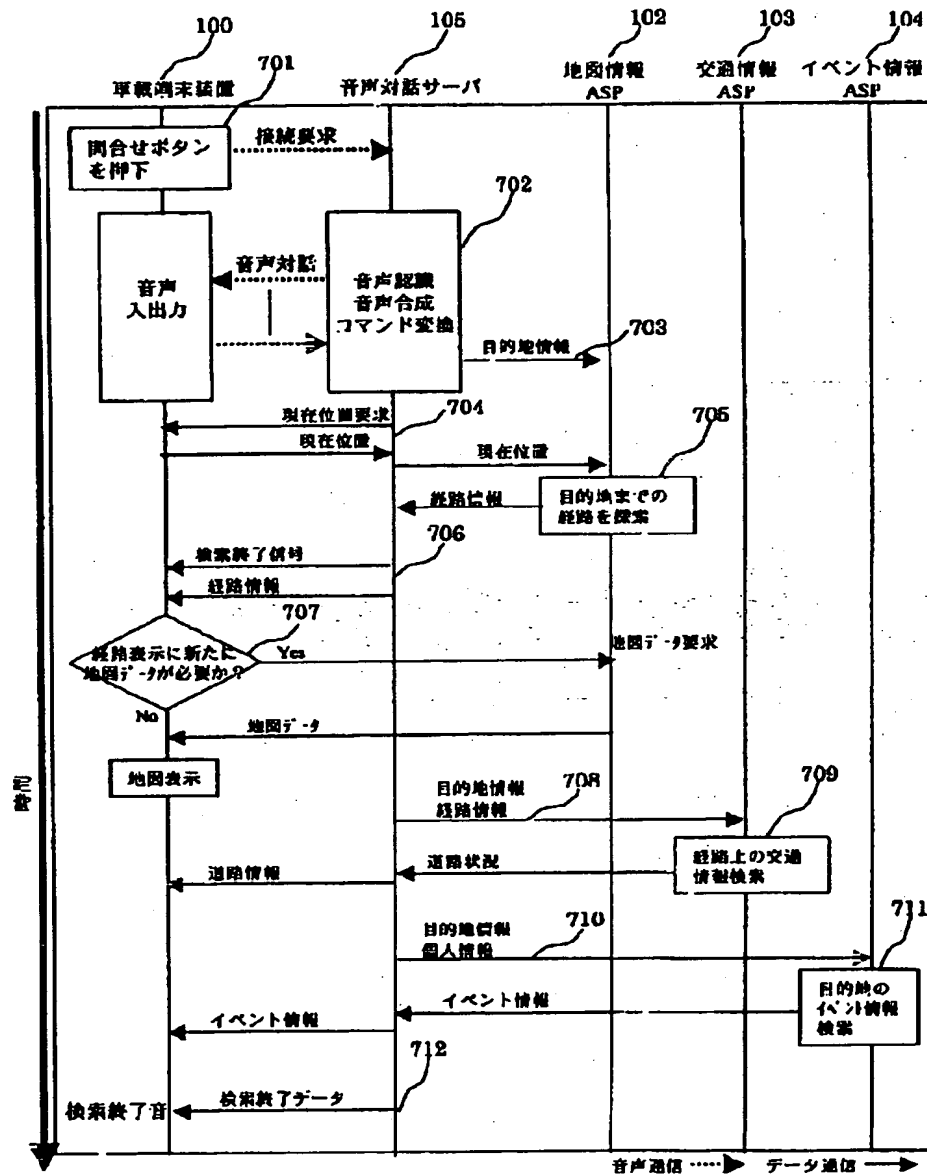 100
105
102
103
104
車載端末装置
音声対話サーバ
地図情報
ASP
交通情報
ASP
イベント情報
ASP
701
問合せボタン
を押下
接続要求
702
音声
入出力
音声対話
音声認識
音声合成
コマンド変換
目的地情報
703
現在位置要求
704
現在位置
現在位置
705
目的地までの
経路を探索
経路情報
706
検索終了信号
経路情報
707
経路表示に新たに
地図データが必要か?
Yes
地図データ要求
No
地図データ
地図表示
時間
目的地情報
経路情報
708
709
経路上の交通
情報検索
道路状況
道路情報
目的地情報
個人情報
710
711
目的地の
イベント情報
検索
イベント情報
イベント情報
712
検索終了データ
検索終了音
音声通信
データ通信